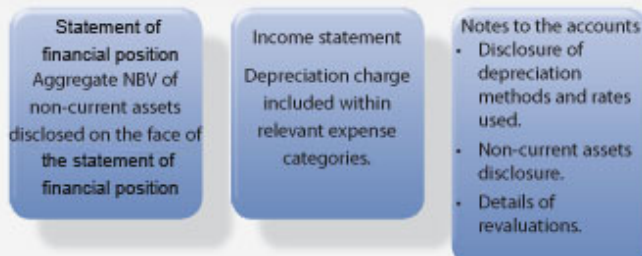 Statement of
financial position
Aggregate NBV of
non-current assets
disclosed on the face of
the statement of
financial position
Income statement
Depreciation charge
included within
relevant expense
categories.
Notes to the accounts
• Disclosure of
depreciation
methods and rates
used.
• Non-current assets
disclosure.
• Details of
revaluations.